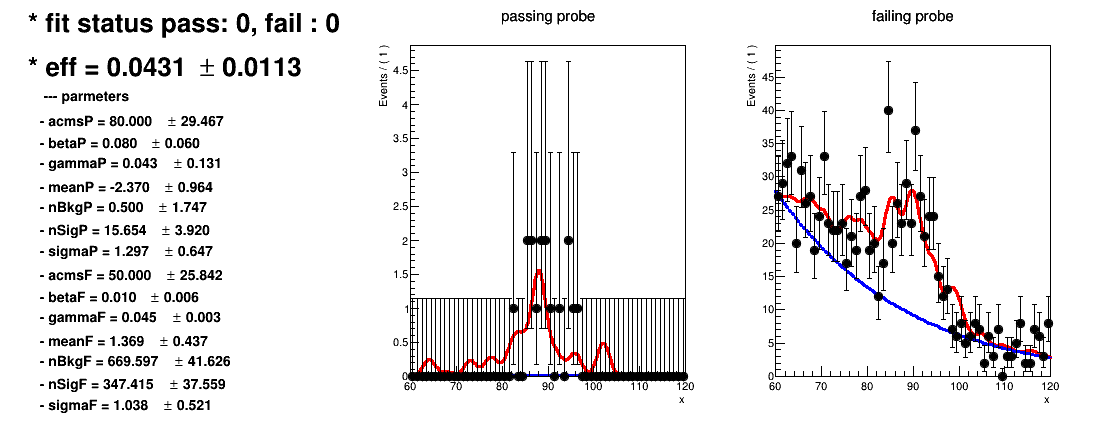 * fit status pass: 0, fail : 0
* eff = 0.0431 ± 0.0113
--- parmeters
- acmsP = 80.000 ± 29.467
- betaP = 0.080 ± 0.060
- gammaP = 0.043 ± 0.131
- meanP = -2.370 ± 0.964
- nBkgP = 0.500 ± 1.747
- nSigP = 15.654 ± 3.920
- sigmaP = 1.297 ± 0.647
- acmsF = 50.000 ± 25.842
- betaF = 0.010 ± 0.006
- gammaF = 0.045 ± 0.003
- meanF = 1.369 ± 0.437
- nBkgF = 669.597 ± 41.626
- nSigF = 347.415 ± 37.559
- sigmaF = 1.038 ± 0.521
passing probe
Events / ( 1 )
4.5
4
3.5
3
2.5
2
1.5
1
0.5
0
60 70 80 90 100 110 120
x
failing probe
Events / ( 1 )
45
40
35
30
25
20
15
10
5
0
60 70 80 90 100 110 120
x